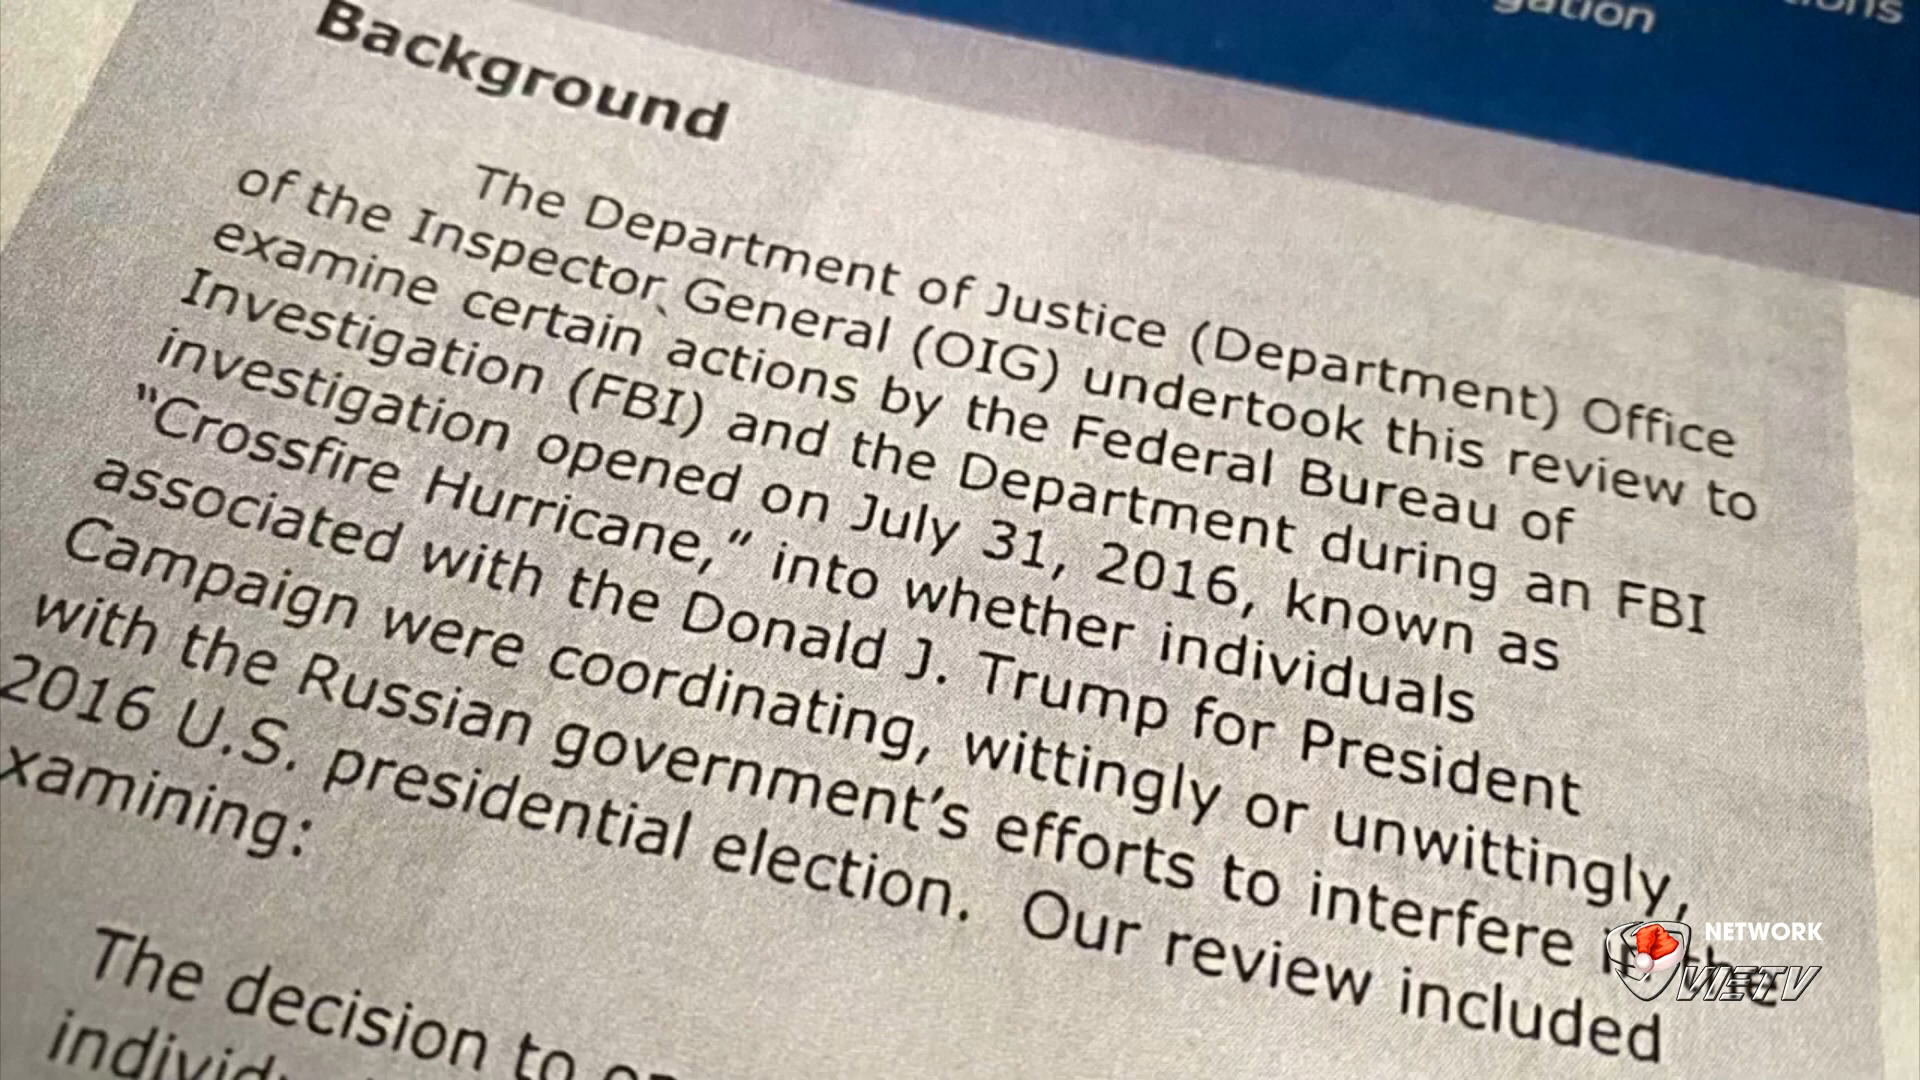 Background
The Department of Justice (Department) Office
of the Inspector General (OIG) undertook this review to
examine certain actions by the Federal Bureau of
Investigation (FBI) and the Department during an FBI
investigation opened on July 31, 2016, known as
"Crossfire Hurricane," into whether individuals
associated with the Donald J. Trump for President
Campaign were coordinating, wittingly or unwittingly,
with the Russian government's efforts to interfere in the
2016 U.S. presidential election. Our review included
xamining:
The decision to
NETWORK
VIETV